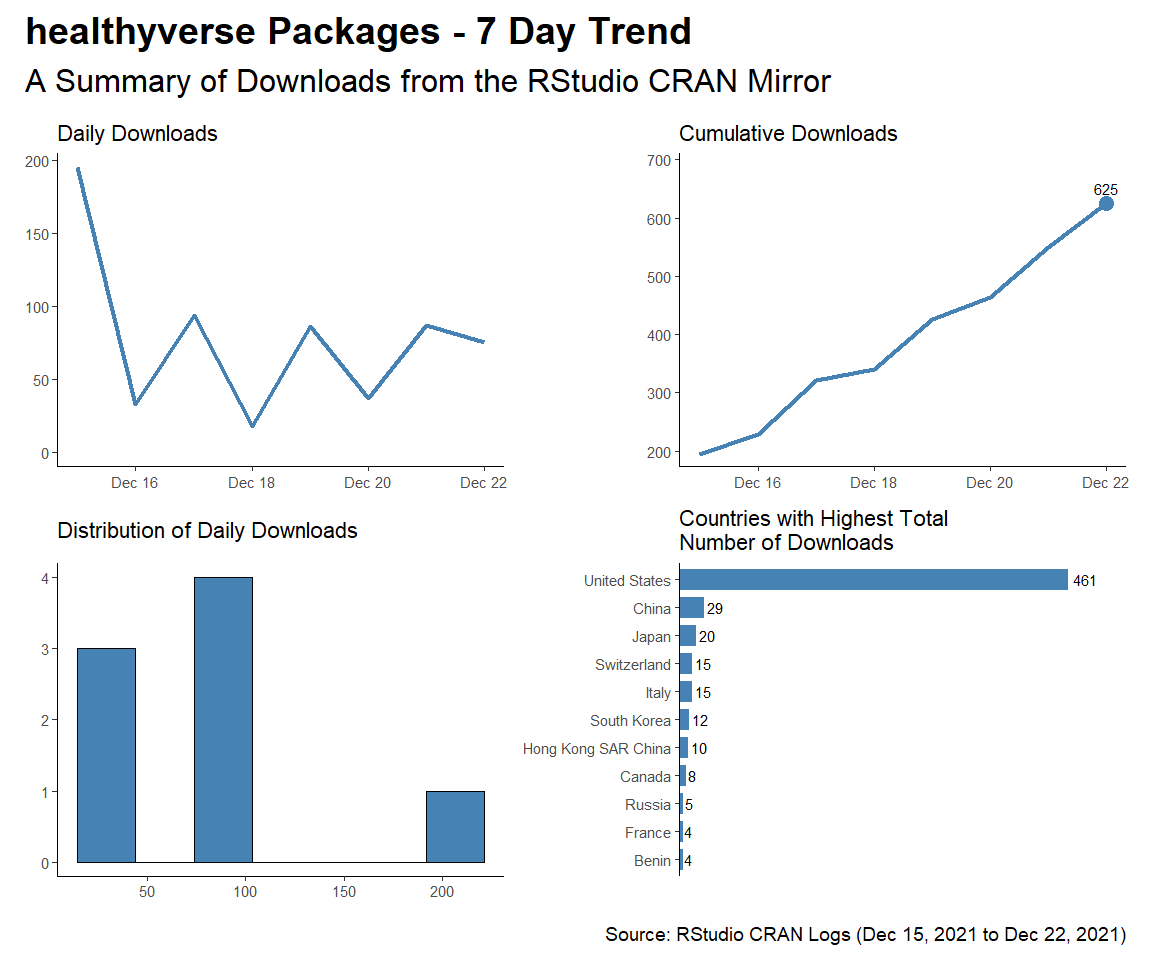 healthyverse Packages - 7 Day Trend
A Summary of Downloads from the RStudio CRAN Mirror
Daily Downloads
200
150
100
50
0
Dec 16
Dec 18
Dec 20
Dec 22
Cumulative Downloads
700
600
500
400
300
200
625
Dec 16
Dec 18
Dec 20
Dec 22
Distribution of Daily Downloads
4
3
2
1
0
50
100
150
200
Countries with Highest Total
Number of Downloads
United States 461
China 29
Japan 20
Switzerland 15
Italy 15
South Korea 12
Hong Kong SAR China 10
Canada 8
Russia 5
France 4
Benin 4
Source: RStudio CRAN Logs (Dec 15, 2021 to Dec 22, 2021)